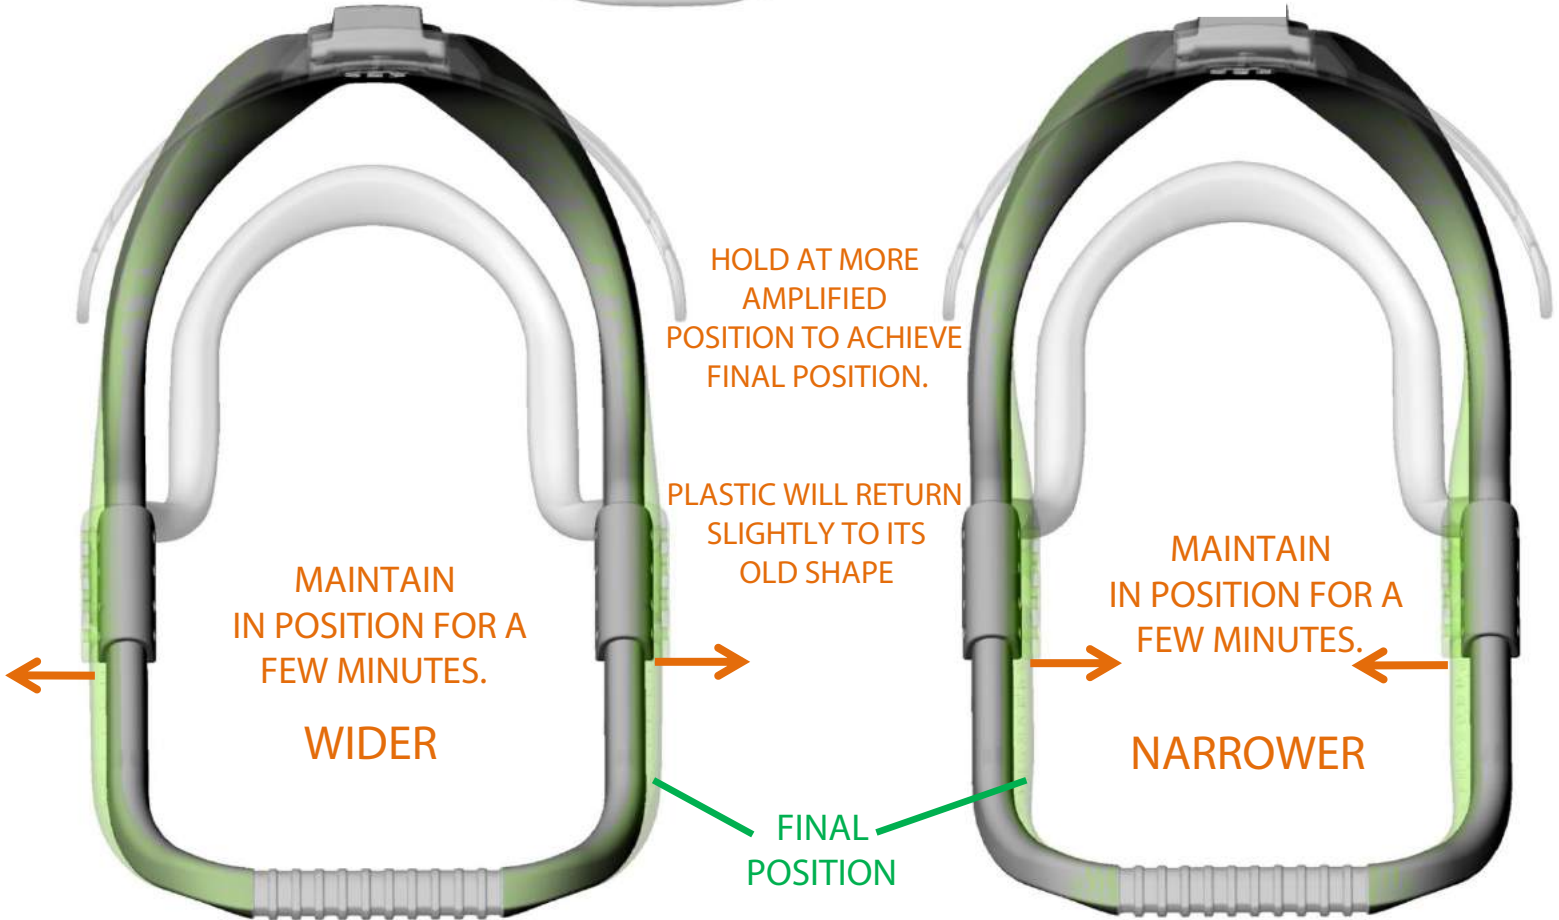 HOLD AT MORE
AMPLIFIED
POSITION TO ACHIEVE
FINAL POSITION.
PLASTIC WILL RETURN
SLIGHTLY TO ITS
OLD SHAPE
MAINTAIN
IN POSITION FOR A
FEW MINUTES.
WIDER
MAINTAIN
IN POSITION FOR A
FEW MINUTES.
NARROWER
FINAL
POSITION